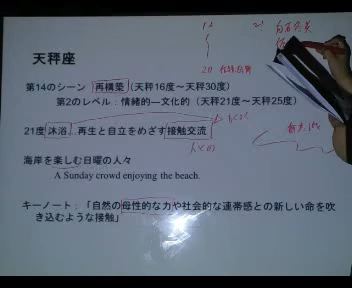 天秤座
第14のシーン 再構築(天秤16度～天秤30度)
第2のレベル：情緒的―文化的（天秤21度～天秤25度）
21度 沐浴…再生と自立をめざす接触交流
海岸を楽しむ日曜の人々
A Sunday crowd enjoying the beach.
キーノート：「自然の母性的な力や社会的な連帯感との新しい命を吹
き込むような接触」